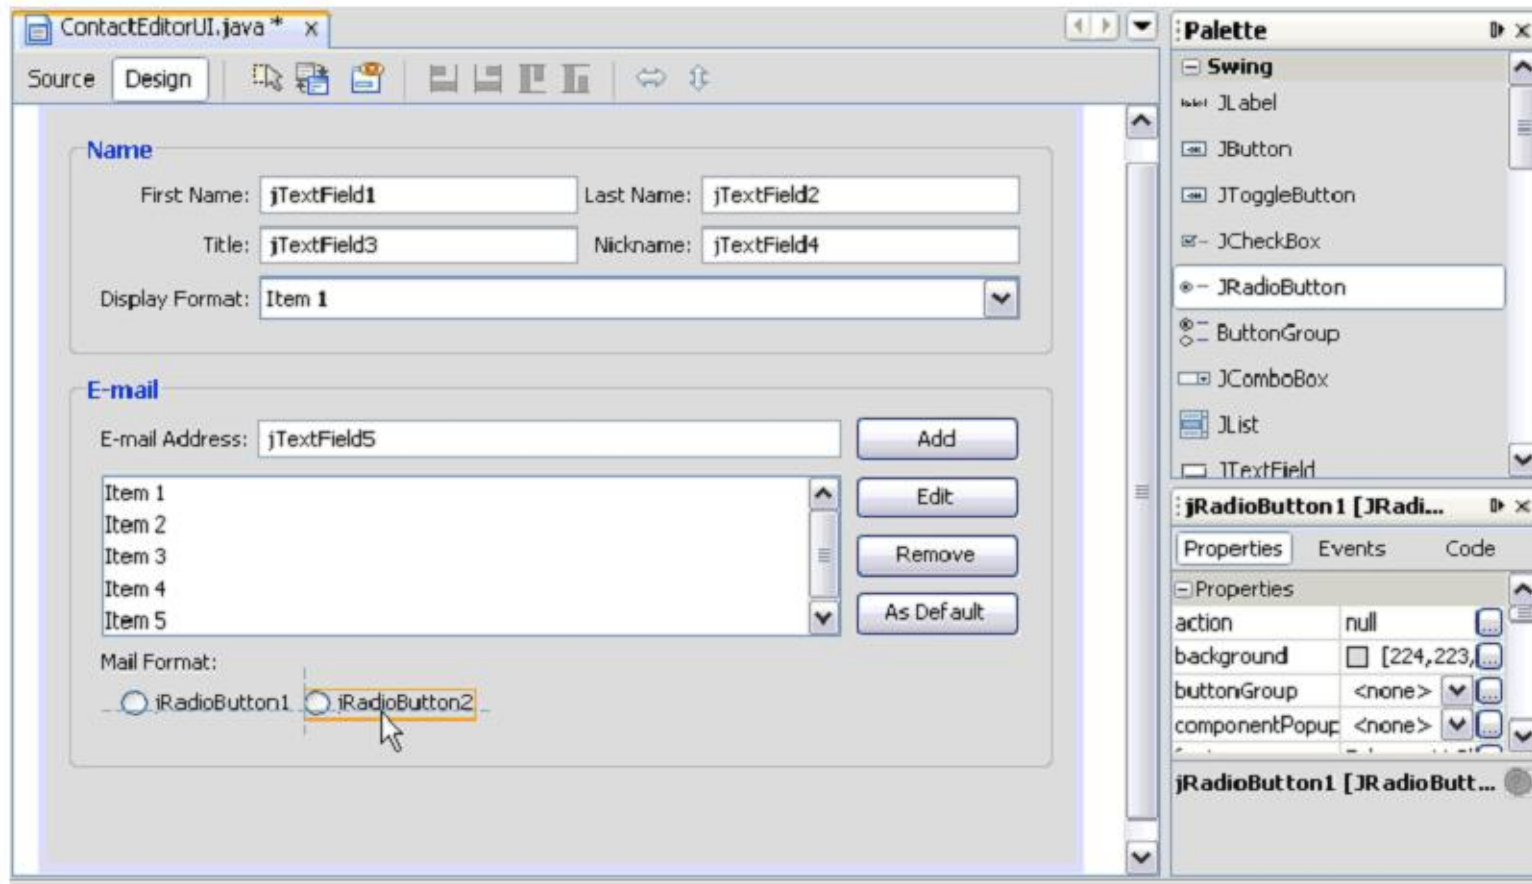 ContactEditorUI.java * x
Source Design
Name
First Name: jTextField1 Last Name: jTextField2
Title: jTextField3 Nickname: jTextField4
Display Format: Item 1
E-mail
E-mail Address: jTextField5 Add
Item 1
Item 2
Item 3
Item 4
Item 5
Edit
Remove
As Default
Mail Format:
jRadioButton1 jRadioButton2
Palette
Swing
label JLabel
JButton
JToggleButton
JCheckBox
JRadioButton
ButtonGroup
JComboBox
JList
JTextField
jRadioButton1 [JRadi...
Properties Events Code
Properties
action null
background [224,223,
buttonGroup <none>
componentPopup <none>
jRadioButton1 [JRadioButt...